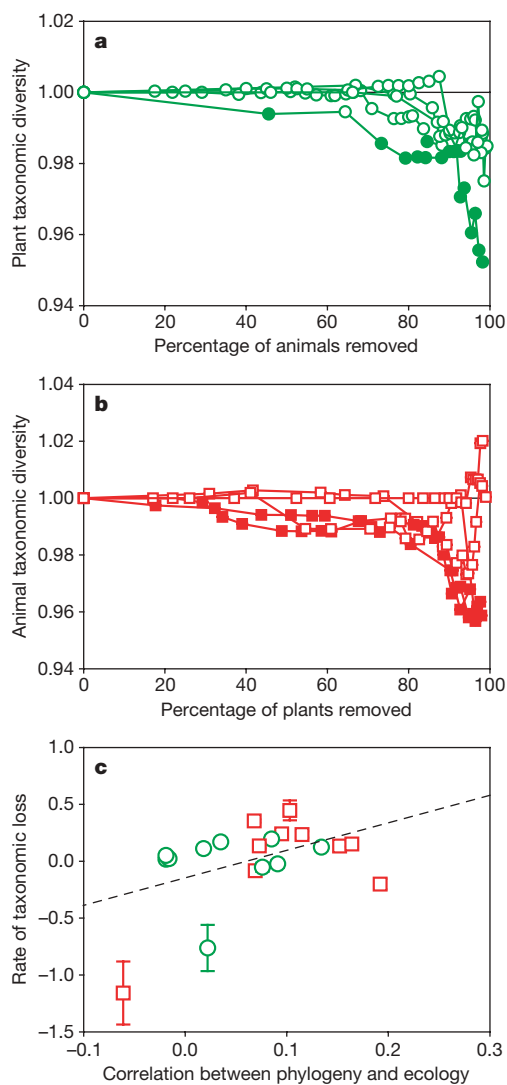 a
1.02
1.00
0.98
0.96
0.94
Plant taxonomic diversity
0 20 40 60 80 100
Percentage of animals removed
b
1.04
1.02
1.00
0.98
0.96
0.94
Animal taxonomic diversity
0 20 40 60 80 100
Percentage of plants removed
c
1.0
0.5
0.0
−0.5
−1.0
−1.5
Rate of taxonomic loss
−0.1 0.0 0.1 0.2 0.3
Correlation between phylogeny and ecology